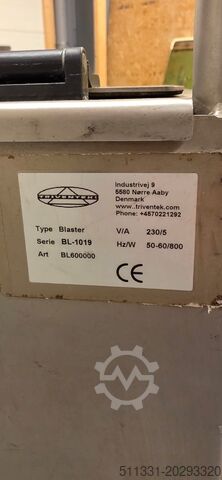 TRIVENTEK
Industrivej 9
5580 Nørre Aaby
Denmark
www.triventek.com
Phone: +4570221292
Type Blaster V/A 230/5
Serie BL-1019 Hz/W 50-60/800
Art BL600000
CE
511331-20293320